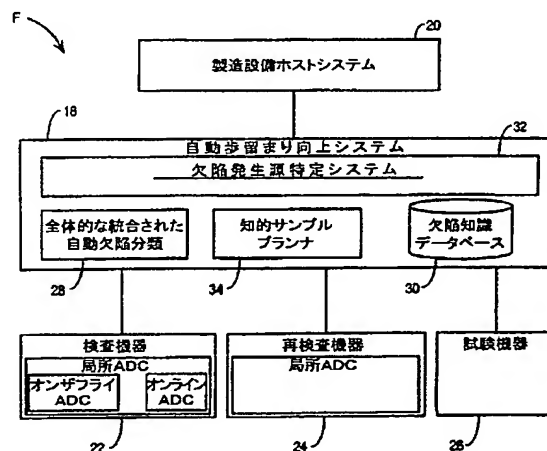 F
20
製造設備ホストシステム
18
32
自動歩留まり向上システム
欠陥発生源特定システム
全体的な統合された
自動欠陥分類
知的サンプル
プランナ
欠陥知識
データベース
28
34
30
検査機器
局所ADC
オンザフライ
ADC
オンライン
ADC
再検査機器
局所ADC
試験機器
22
24
26